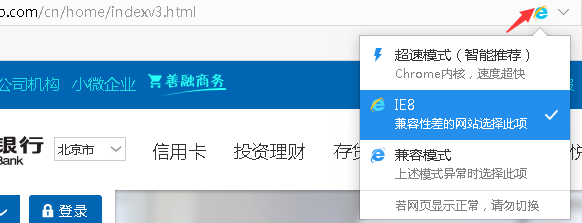 o.com/cn/home/indexv3.html
公司机构 小微企业 善融商务
超速模式（智能推荐）
Chrome内核，速度超快
IE8
兼容性差的网站选择此项
兼容模式
上述模式异常时选择此项
若网页显示正常，请勿切换
银行
Bank
北京市
信用卡 投资理财 存
登录